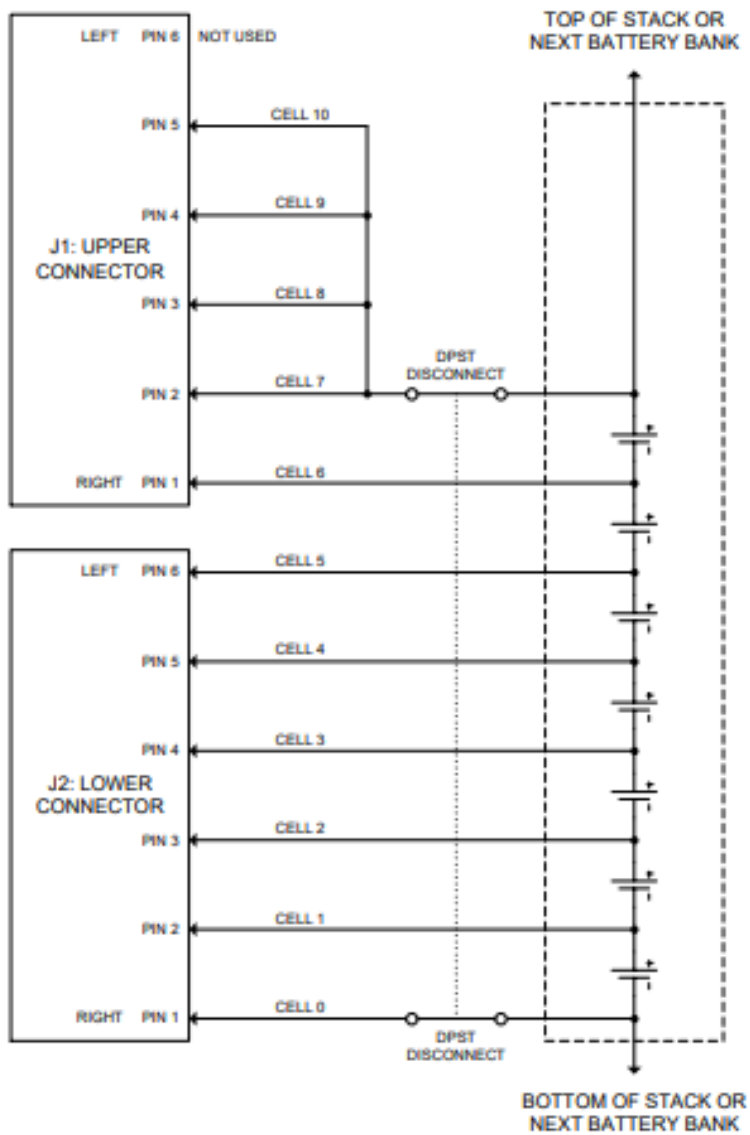 TOP OF STACK OR
NEXT BATTERY BANK
LEFT PIN 6 NOT USED
PIN 5 CELL 10
PIN 4 CELL 9
J1: UPPER
CONNECTOR
PIN 3 CELL 8
DPST
DISCONNECT
PIN 2 CELL 7
RIGHT PIN 1 CELL 6
LEFT PIN 6 CELL 5
PIN 5 CELL 4
PIN 4 CELL 3
J2: LOWER
CONNECTOR
PIN 3 CELL 2
PIN 2 CELL 1
RIGHT PIN 1 CELL 0
DPST
DISCONNECT
BOTTOM OF STACK OR
NEXT BATTERY BANK